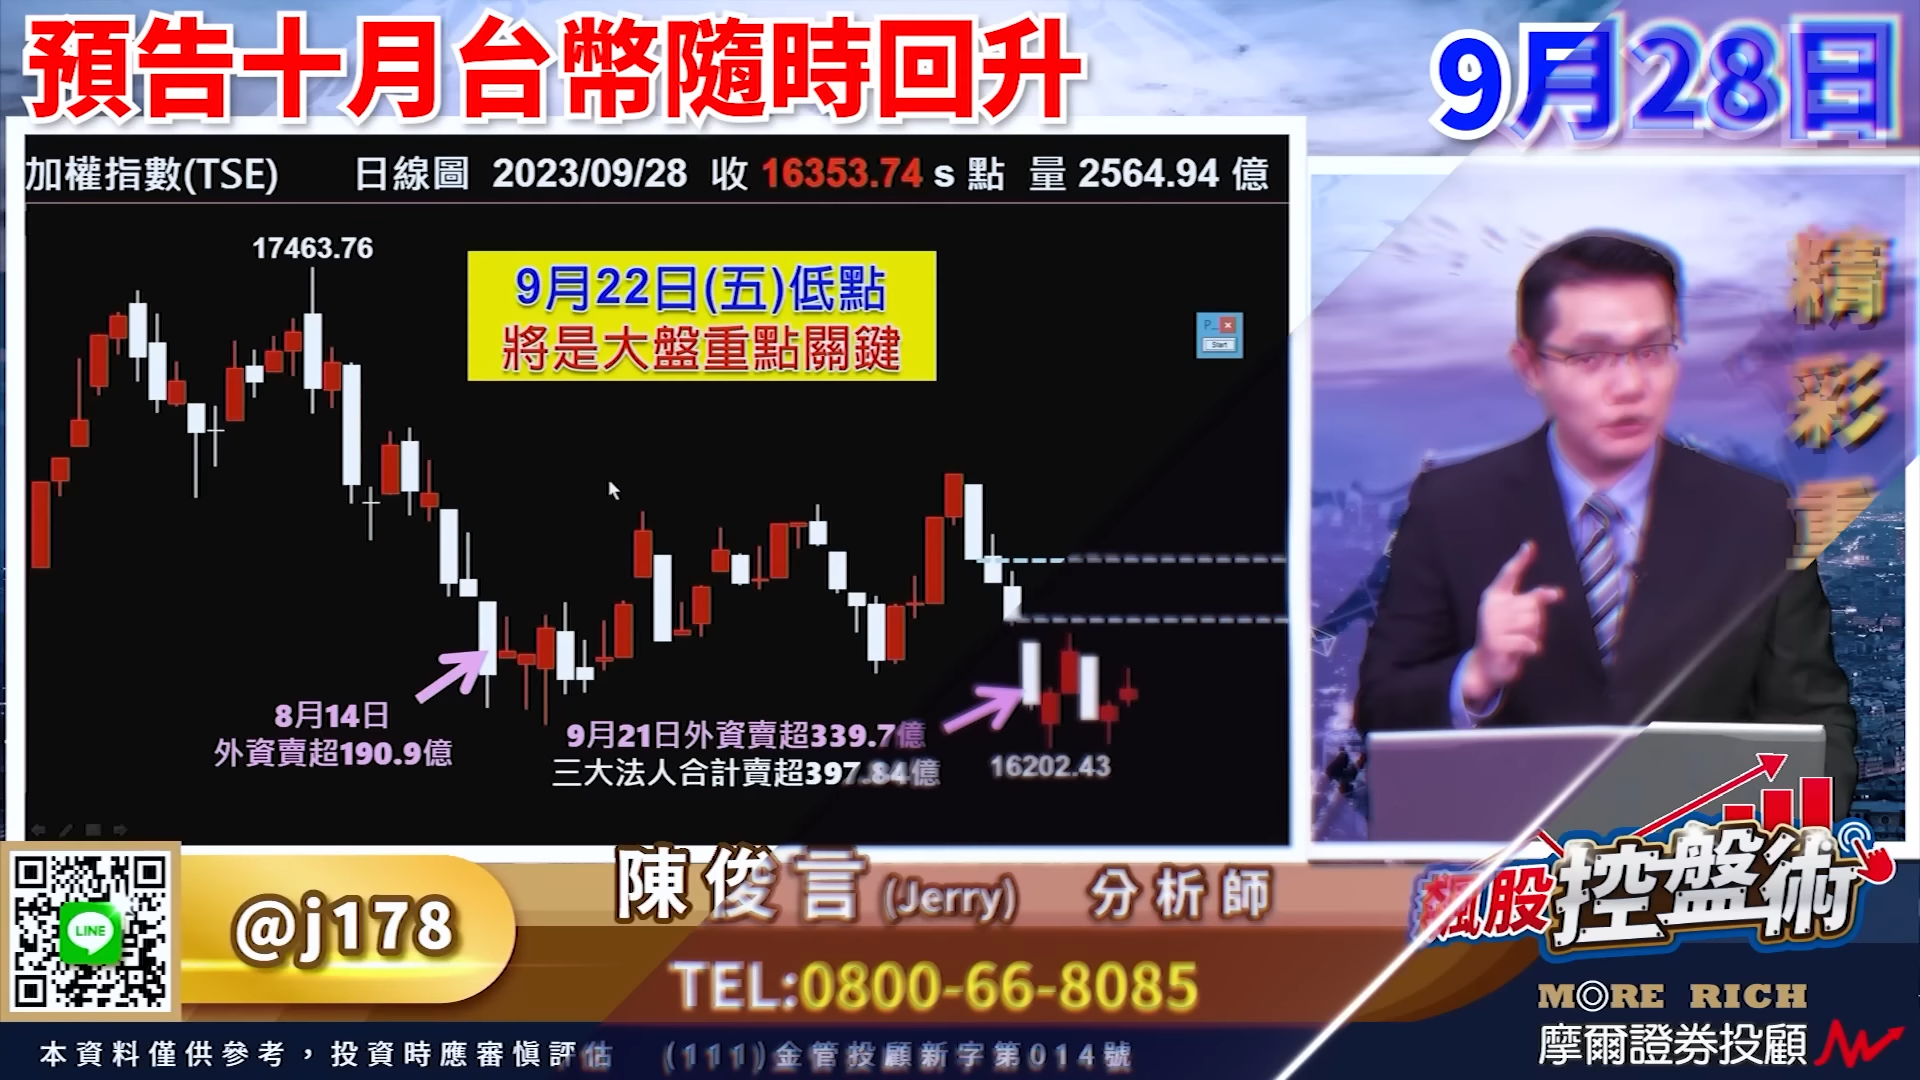 預告十月台幣隨時回升
9月28日
加權指數(TSE) 日線圖 2023/09/28 收 16353.74 s 點 量 2564.94 億
17463.76
9月22日(五)低點
將是大盤重點關鍵
P...
Start
精彩重
8月14日
外資賣超190.9億
9月21日外資賣超339.7億
三大法人合計賣超397.84億
16202.43
LINE
@j178
陳俊言 (Jerry) 分析師
TEL:0800-66-8085
飆股控盤術
MORE RICH
摩爾證券投顧
本資料僅供參考，投資時應審慎評估 (111)金管投顧新字第014號